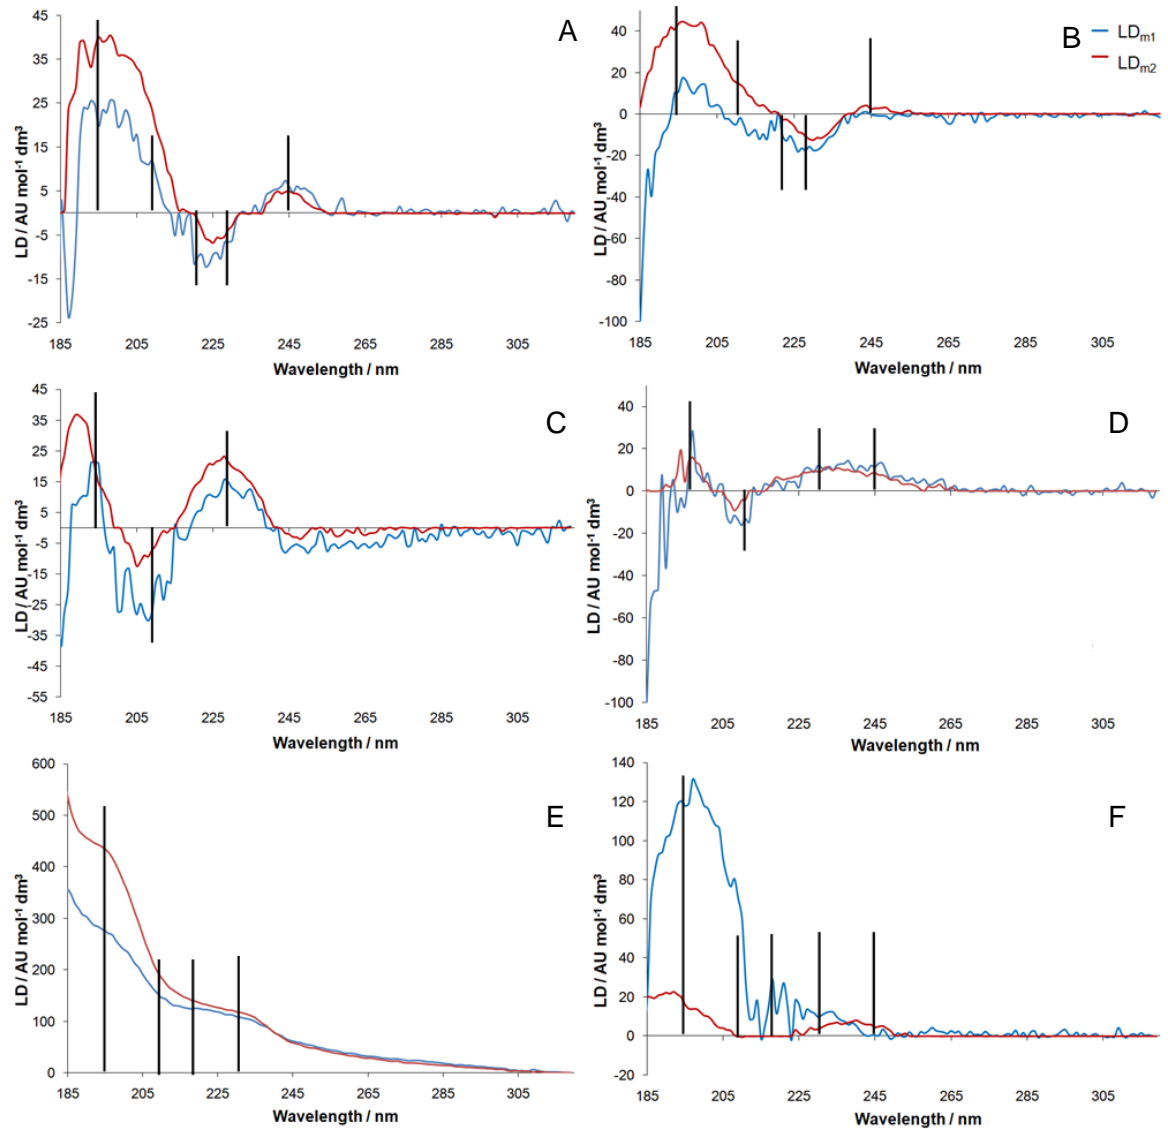 A
LD / AU mol⁻¹ dm³
45
35
25
15
5
-5
-15
-25
185 205 225 245 265 285 305
Wavelength / nm
B
LDm1
LDm2
LD / AU mol⁻¹ dm³
40
20
0
-20
-40
-60
-80
-100
185 205 225 245 265 285 305
Wavelength / nm
C
LD / AU mol⁻¹ dm³
45
35
25
15
5
-5
-15
-25
-35
-45
-55
185 205 225 245 265 285 305
Wavelength / nm
D
LD / AU mol⁻¹ dm³
40
20
0
-20
-40
-60
-80
-100
185 205 225 245 265 285 305
Wavelength / nm
E
LD / AU mol⁻¹ dm³
600
500
400
300
200
100
0
185 205 225 245 265 285 305
Wavelength / nm
F
LD / AU mol⁻¹ dm³
140
120
100
80
60
40
20
0
-20
185 205 225 245 265 285 305
Wavelength / nm